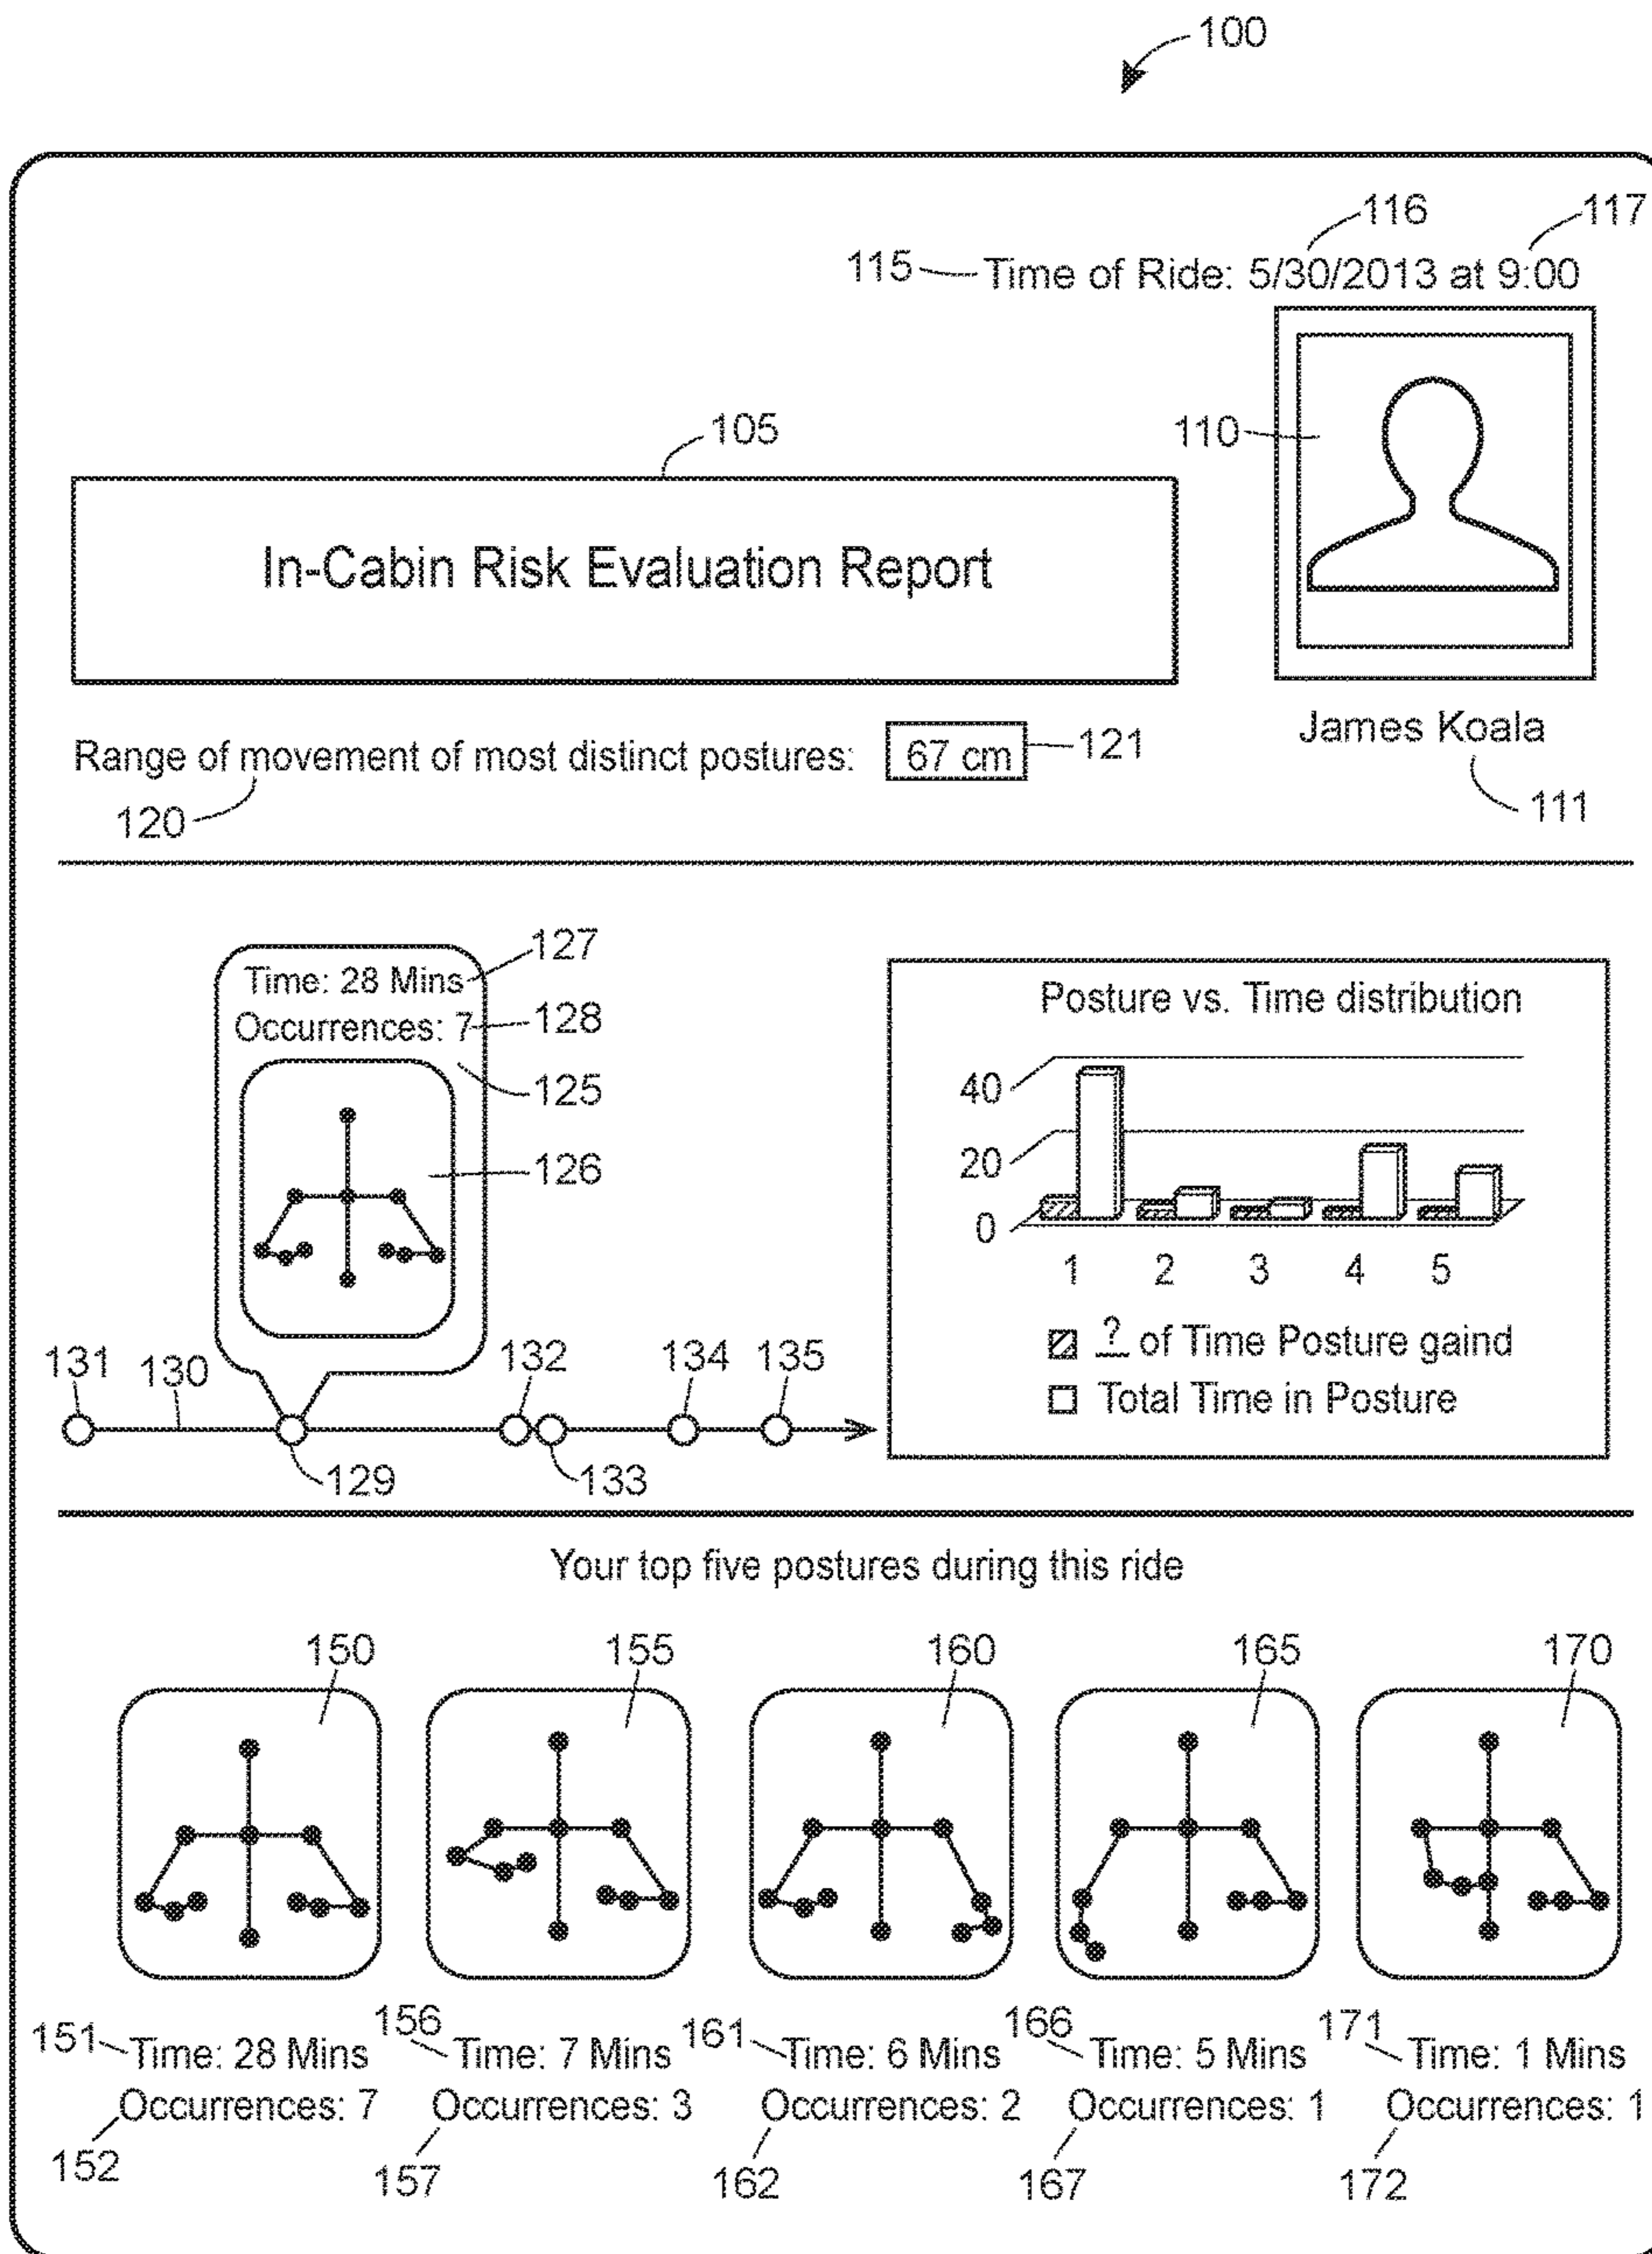 100
116
117
115
Time of Ride: 5/30/2013 at 9:00
105
110
In-Cabin Risk Evaluation Report
James Koala
111
Range of movement of most distinct postures:
67 cm
121
120
Time: 28 Mins
127
Occurrences: 7
128
125
126
131
130
132
134
135
129
133
Posture vs. Time distribution
40
20
0
1 2 3 4 5
? of Time Posture gaind
Total Time in Posture
Your top five postures during this ride
150
155
160
165
170
151
Time: 28 Mins
156
Time: 7 Mins
161
Time: 6 Mins
166
Time: 5 Mins
171
Time: 1 Mins
Occurrences: 7
Occurrences: 3
Occurrences: 2
Occurrences: 1
Occurrences: 1
152
157
162
167
172